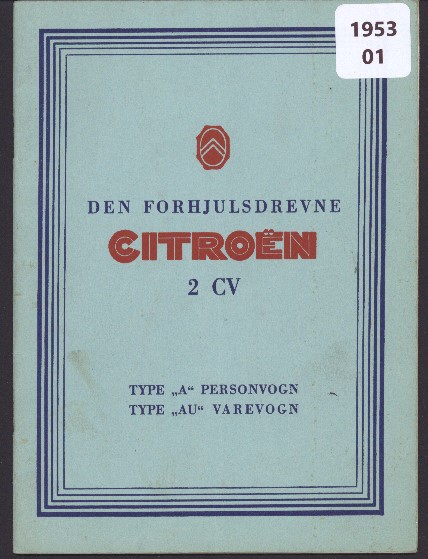 1953
01
DEN FORHJULSDREVNE
CITROËN
2 CV
TYPE „A“ PERSONVOGN
TYPE „AU“ VAREVOGN